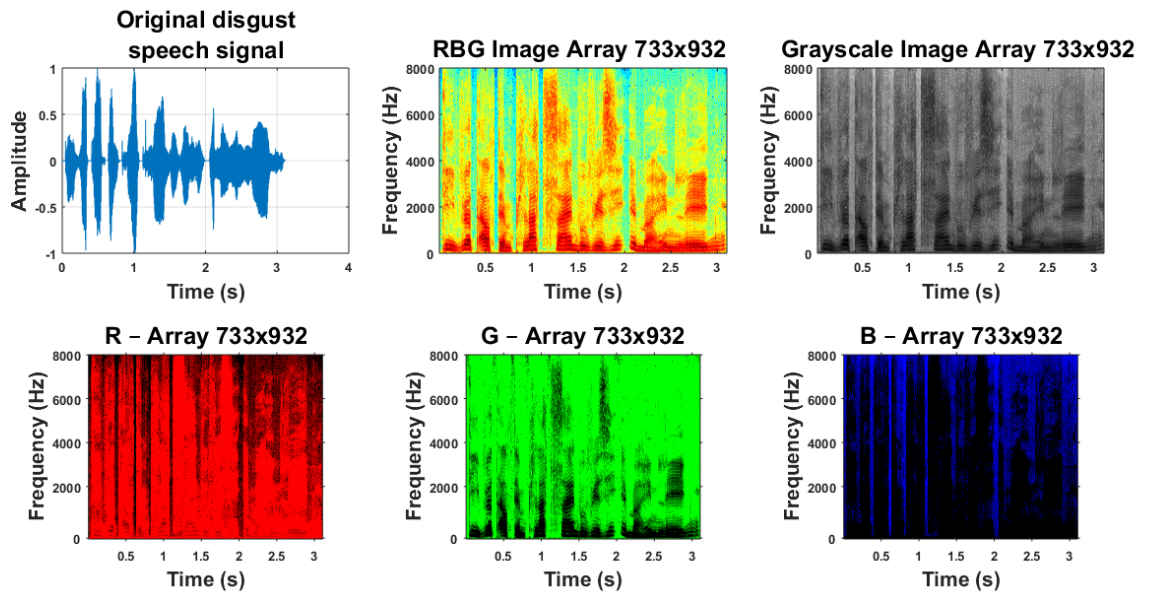 Original disgust
speech signal
Amplitude
1
0.5
0
-0.5
-1
0 1 2 3 4
Time (s)
RBG Image Array 733x932
Frequency (Hz)
8000
6000
4000
2000
0
0.5 1 1.5 2 2.5 3
Time (s)
Grayscale Image Array 733x932
Frequency (Hz)
8000
6000
4000
2000
0
0.5 1 1.5 2 2.5 3
Time (s)
R – Array 733x932
Frequency (Hz)
8000
6000
4000
2000
0
0.5 1 1.5 2 2.5 3
Time (s)
G – Array 733x932
Frequency (Hz)
8000
6000
4000
2000
0
0.5 1 1.5 2 2.5 3
Time (s)
B – Array 733x932
Frequency (Hz)
8000
6000
4000
2000
0
0.5 1 1.5 2 2.5 3
Time (s)